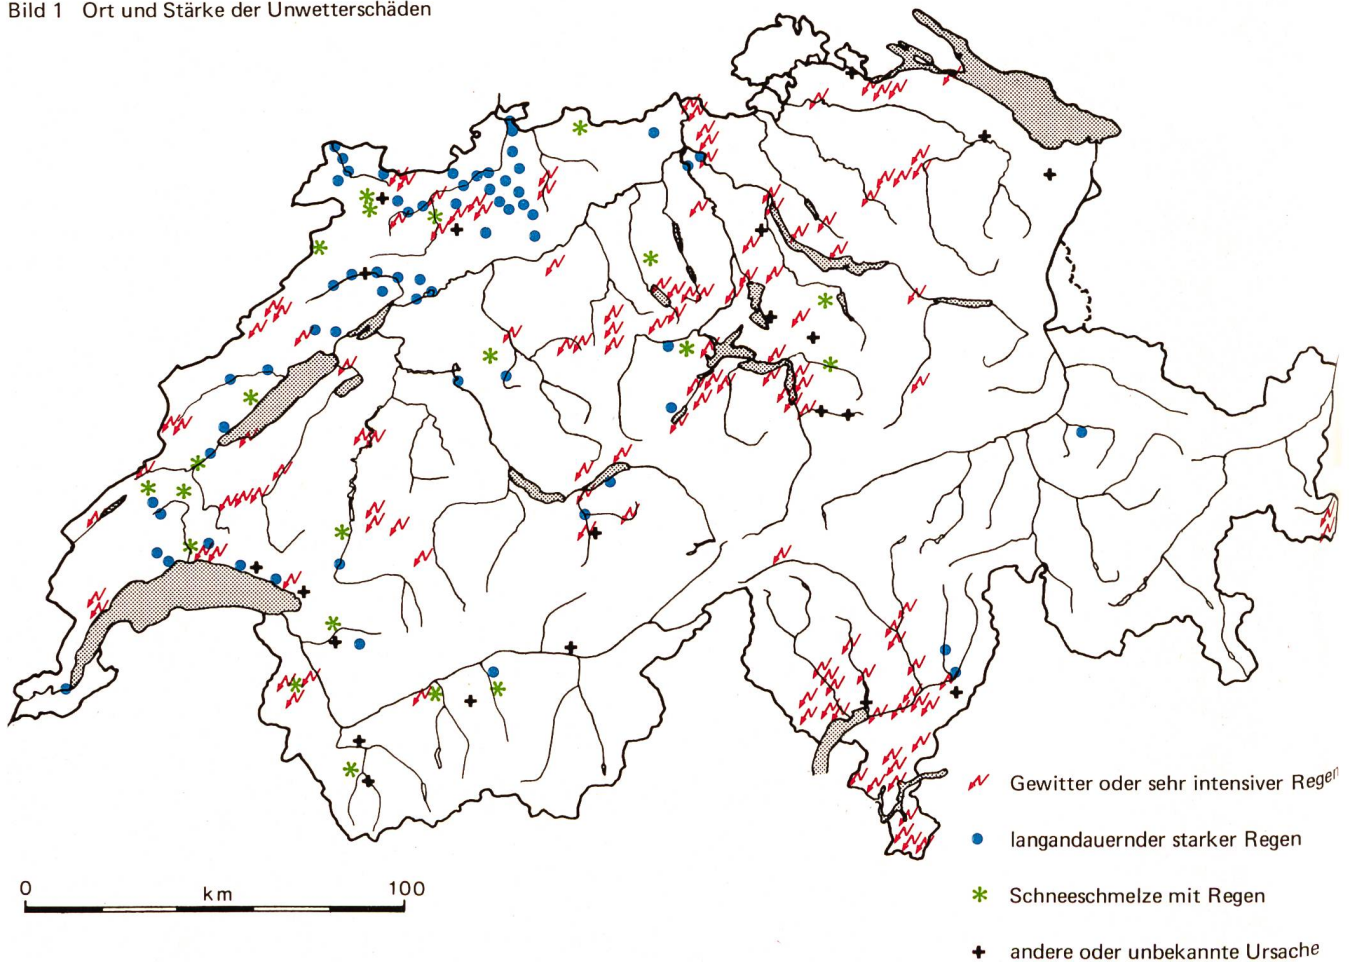 Bild 1 Ort und Stärke der Unwetterschäden
Gewitter oder sehr intensiver Regen
langandauernder starker Regen
Schneeschmelze mit Regen
andere oder unbekannte Ursache
0 km 100